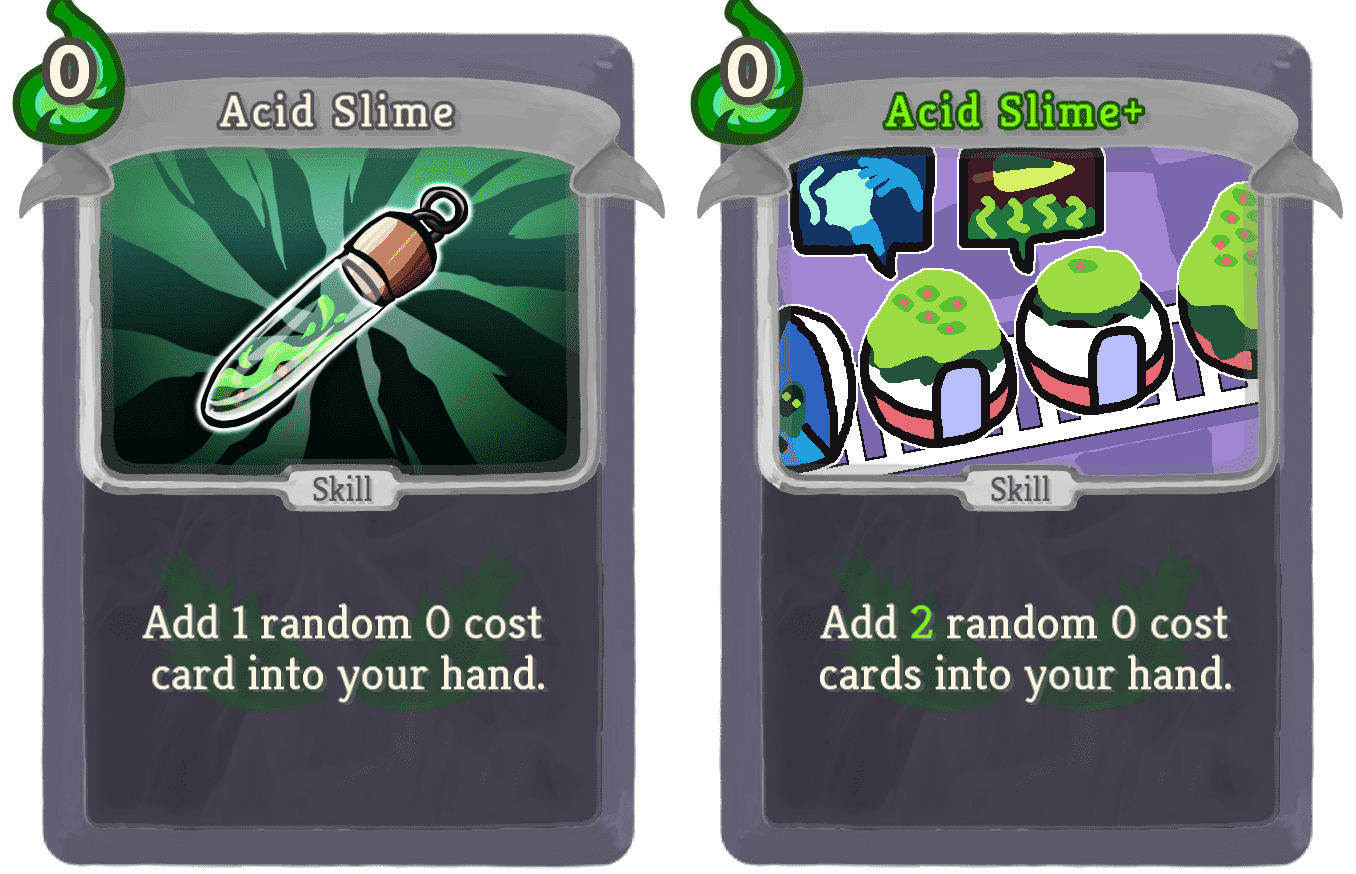 0
Acid Slime
Skill
Add 1 random 0 cost
card into your hand.
0
Acid Slime+
Skill
Add 2 random 0 cost
cards into your hand.